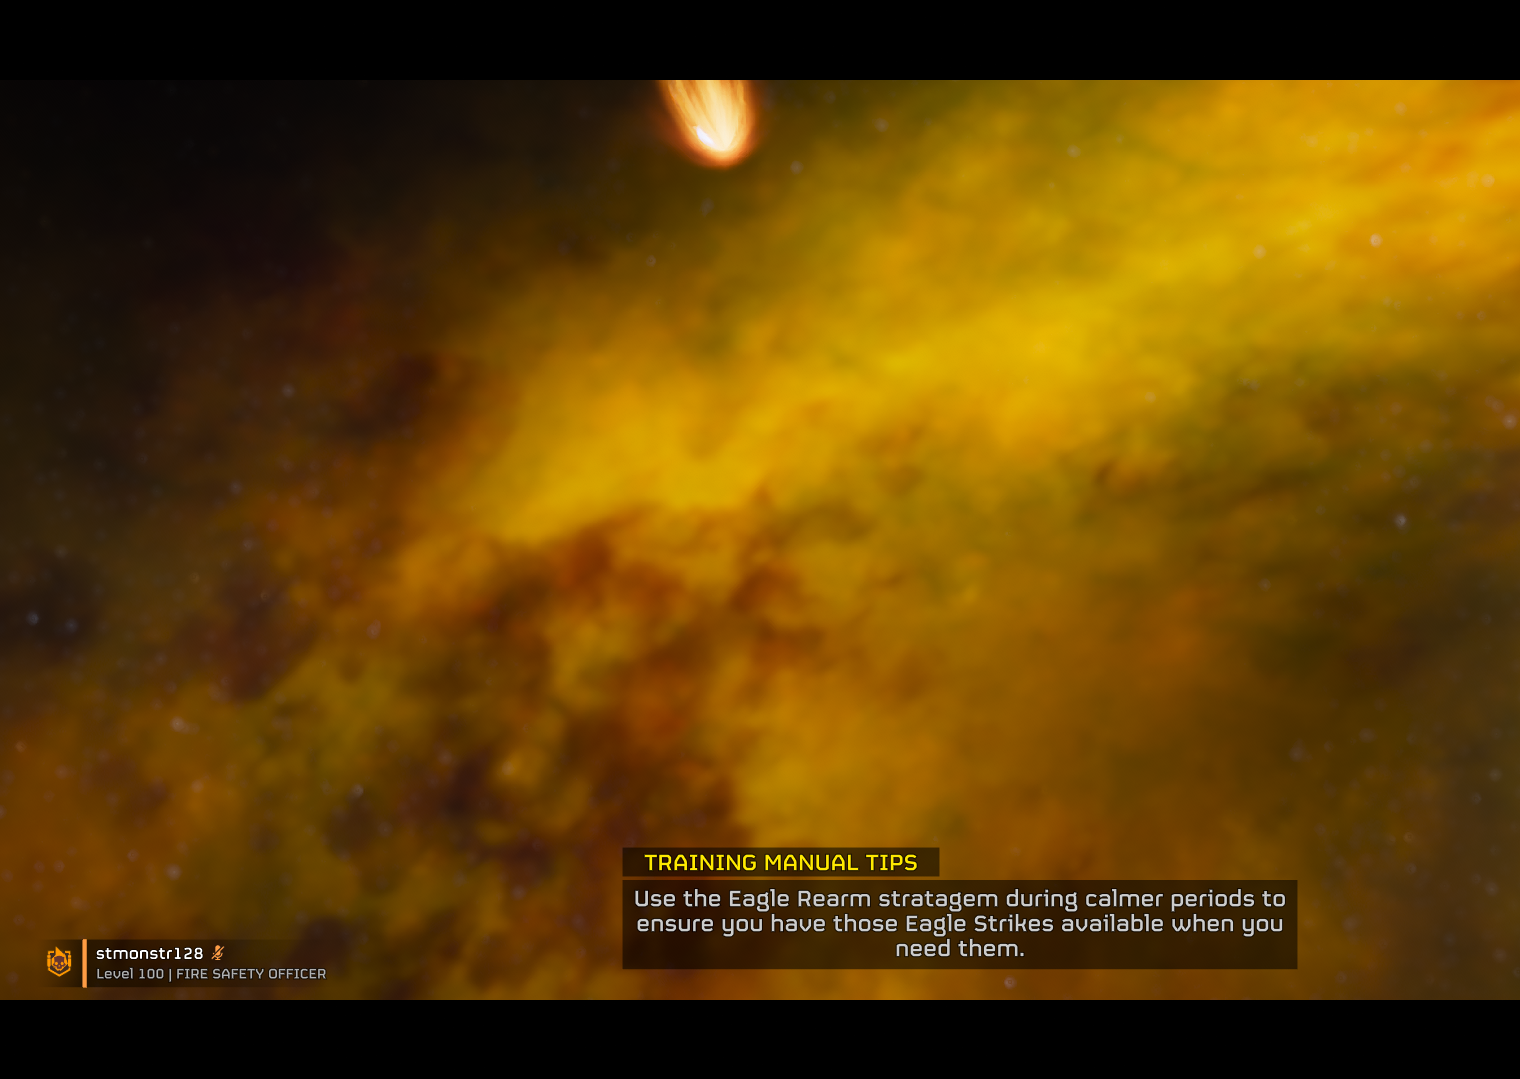 TRAINING MANUAL TIPS
Use the Eagle Rearm stratagem during calmer periods to
ensure you have those Eagle Strikes available when you
need them.
stmonstr128
Level 100 | FIRE SAFETY OFFICER